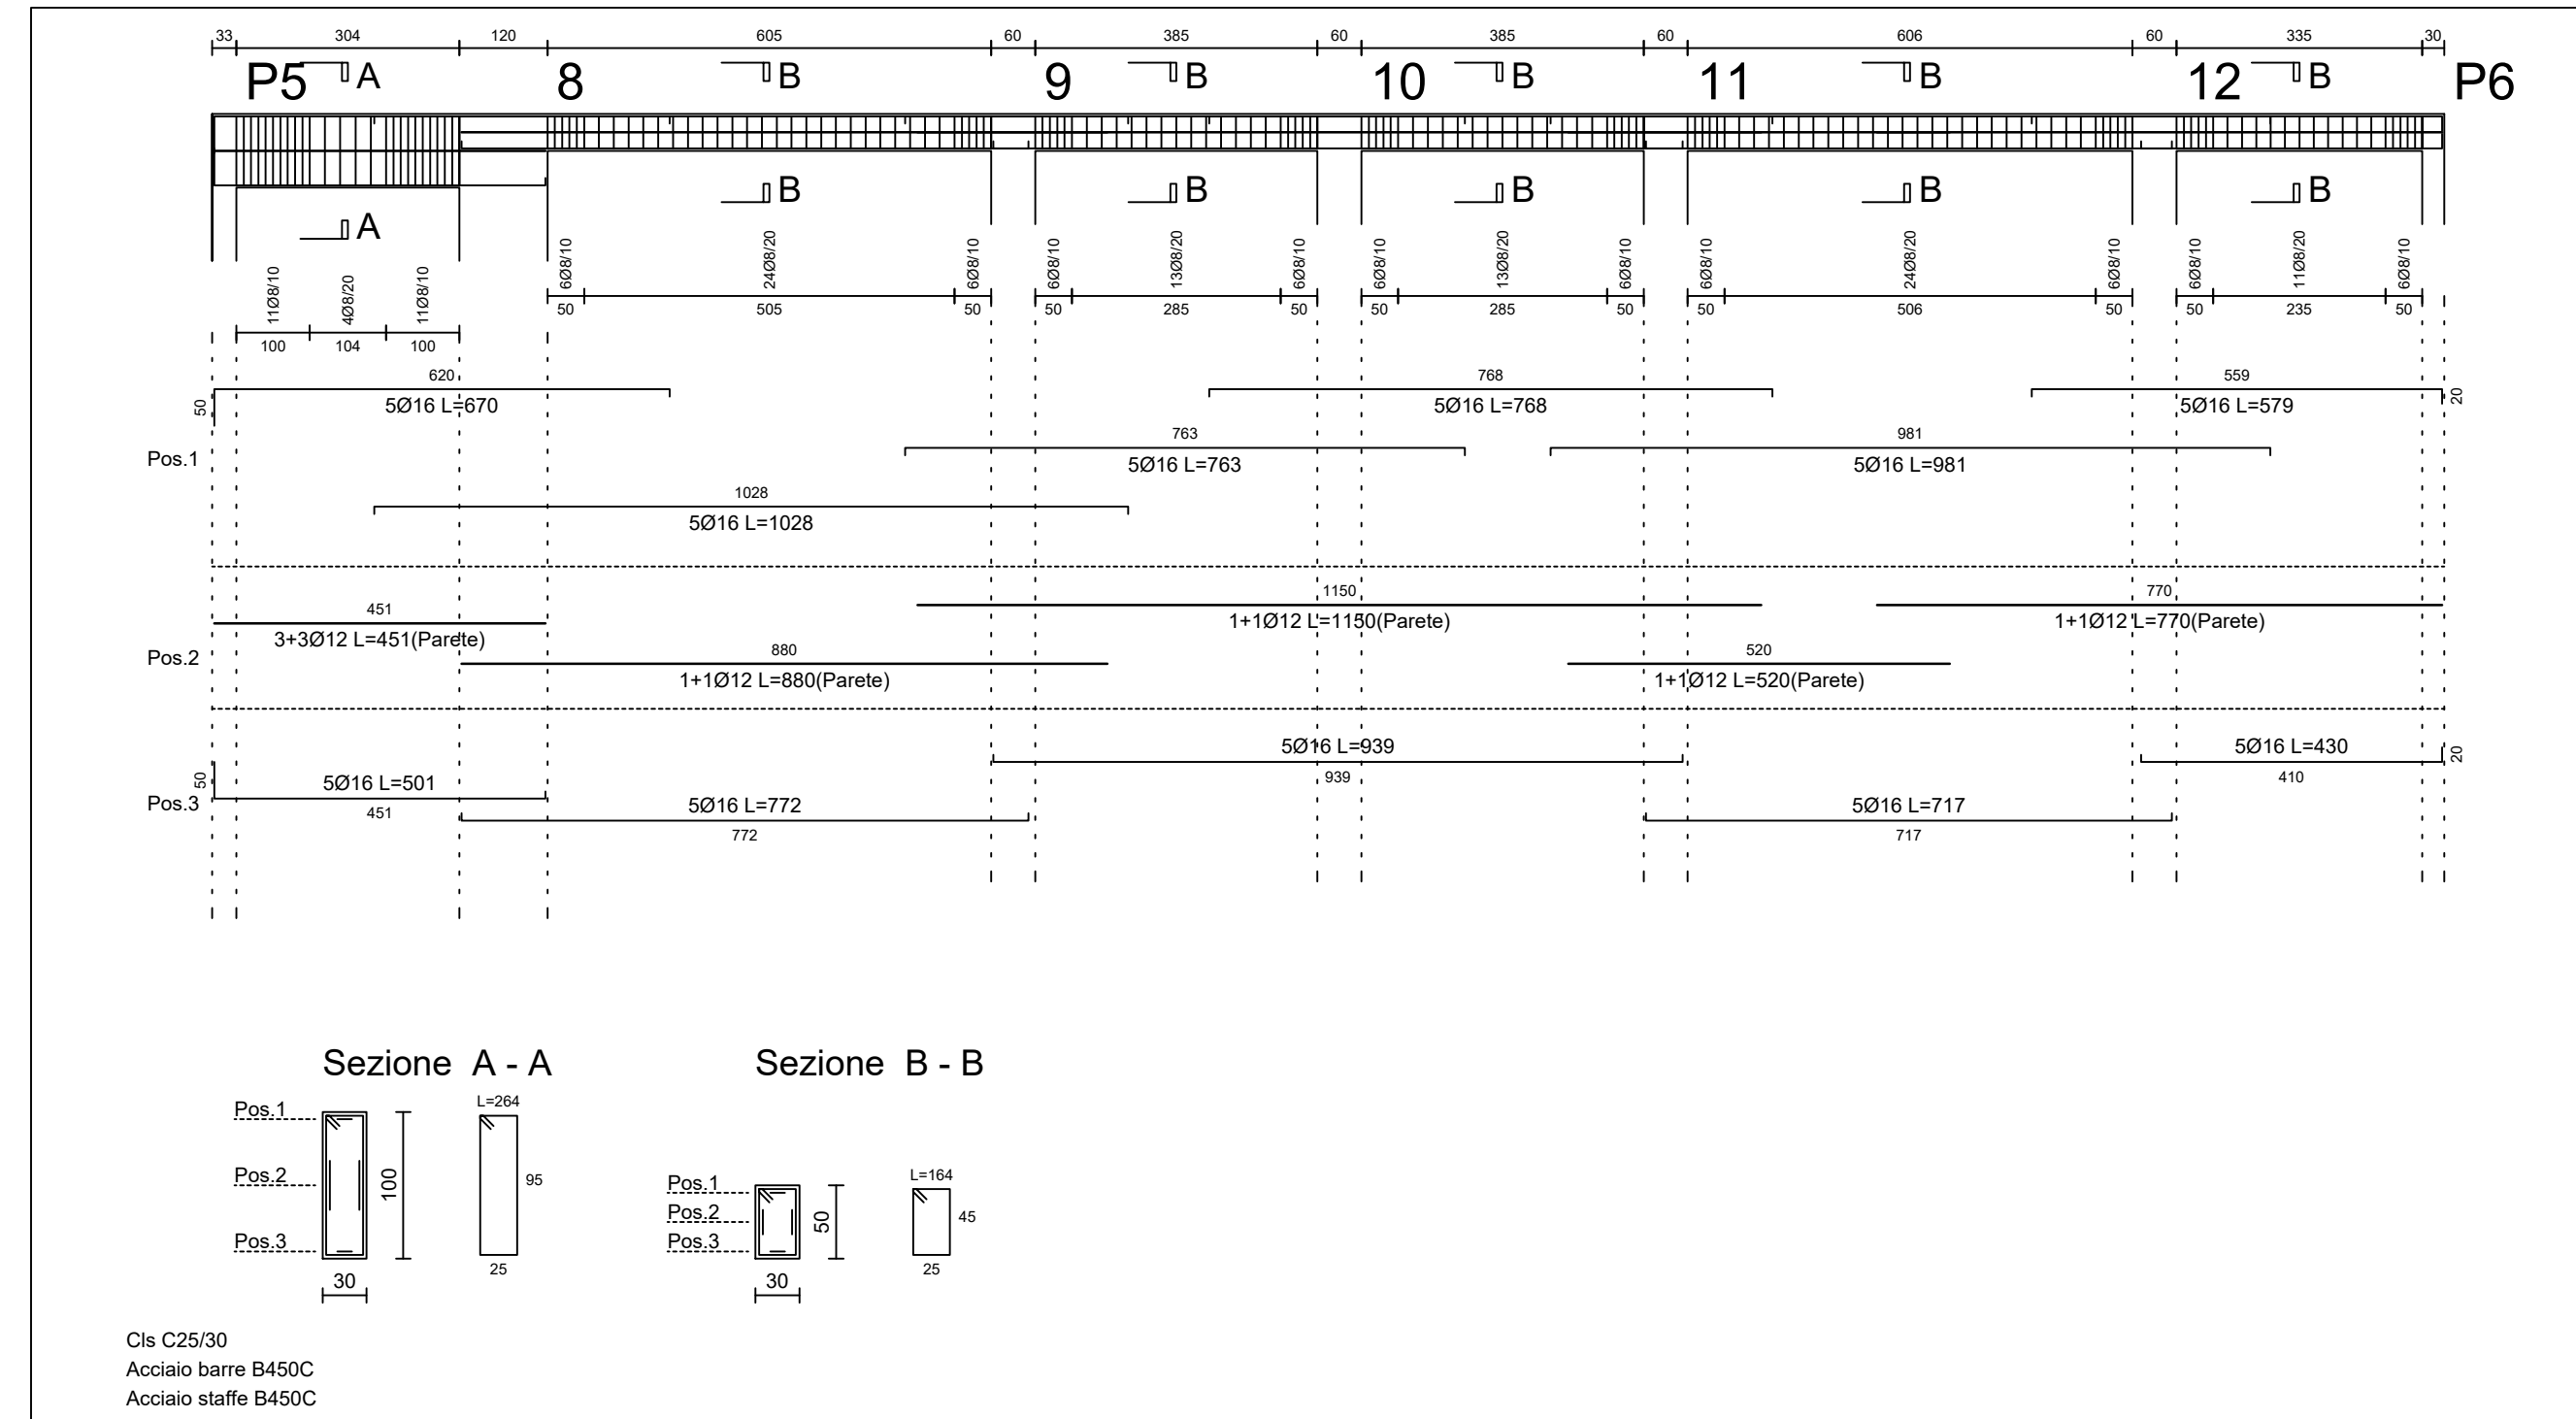 33 304 120 605 60 385 60 385 60 606 60 335 30
P5 A 8 B 9 B 10 B 11 B 12 B P6
A B B B B B
11Ø8/10 4Ø8/20 11Ø8/10 6Ø8/10 24Ø8/20 6Ø8/10 6Ø8/10 13Ø8/20 6Ø8/10 6Ø8/10 13Ø8/20 6Ø8/10 6Ø8/10 24Ø8/20 6Ø8/10 6Ø8/10 11Ø8/20 6Ø8/10
50 505 50 50 285 50 50 285 50 50 506 50 50 235 50
100 104 100
620 768 559
50 5Ø16 L=670 5Ø16 L=768 5Ø16 L=579 20
763 981
Pos.1 5Ø16 L=763 5Ø16 L=981
1028
5Ø16 L=1028
451 1150 770
3+3Ø12 L=451(Parete) 1+1Ø12 L=1150(Parete) 1+1Ø12 L=770(Parete)
Pos.2 880 520
1+1Ø12 L=880(Parete) 1+1Ø12 L=520(Parete)
5Ø16 L=939 5Ø16 L=430 20
50 5Ø16 L=501 939 410
Pos.3 451 5Ø16 L=772 5Ø16 L=717
772 717
Sezione A - A Sezione B - B
L=264
Pos.1
Pos.2 100 95
Pos.3
25
30
L=164
Pos.1
Pos.2 50 45
Pos.3
25
30
Cls C25/30
Acciaio barre B450C
Acciaio staffe B450C